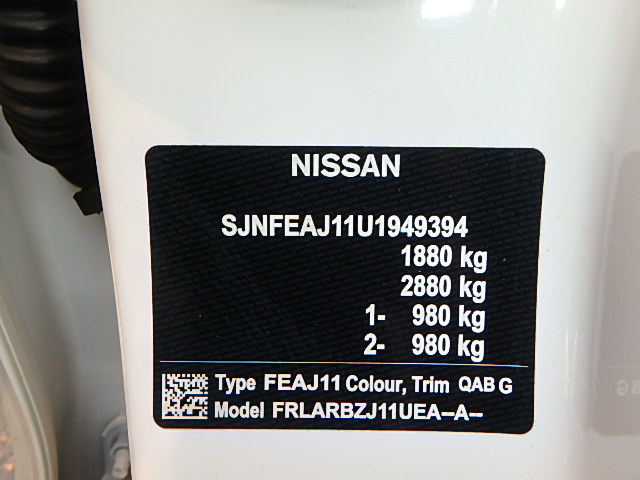 NISSAN
SJNFEAJ11U1949394
1880 kg
2880 kg
1- 980 kg
2- 980 kg
Type FEAJ11 Colour, Trim QAB G
Model FRLARBZJ11UEA-A-